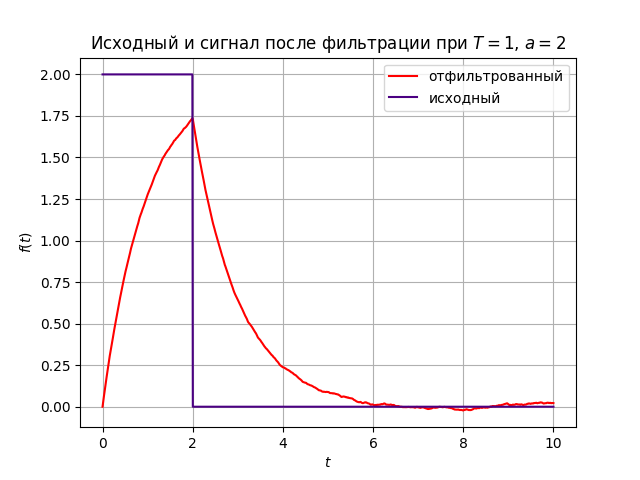 Исходный и сигнал после фильтрации при T = 1, a = 2
отфильтрованный
исходный
f(t)
2.00
1.75
1.50
1.25
1.00
0.75
0.50
0.25
0.00
0 2 4 6 8 10
t